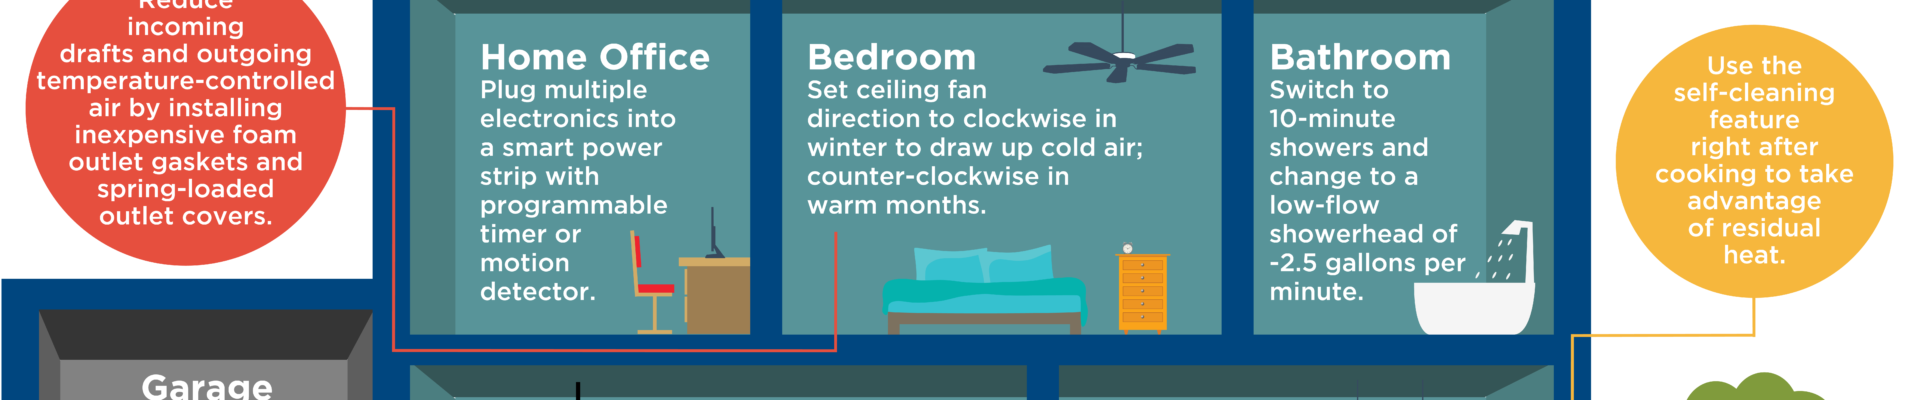 Reduce
incoming
drafts and outgoing
temperature-controlled
air by installing
inexpensive foam
outlet gaskets and
spring-loaded
outlet covers.
Home Office
Plug multiple
electronics into
a smart power
strip with
programmable
timer or
motion
detector.
Bedroom
Set ceiling fan
direction to clockwise in
winter to draw up cold air;
counter-clockwise in
warm months.
Bathroom
Switch to
10-minute
showers and
change to a
low-flow
showerhead of
-2.5 gallons per
minute.
Use the
self-cleaning
feature
right after
cooking to take
advantage
of residual
heat.
Garage